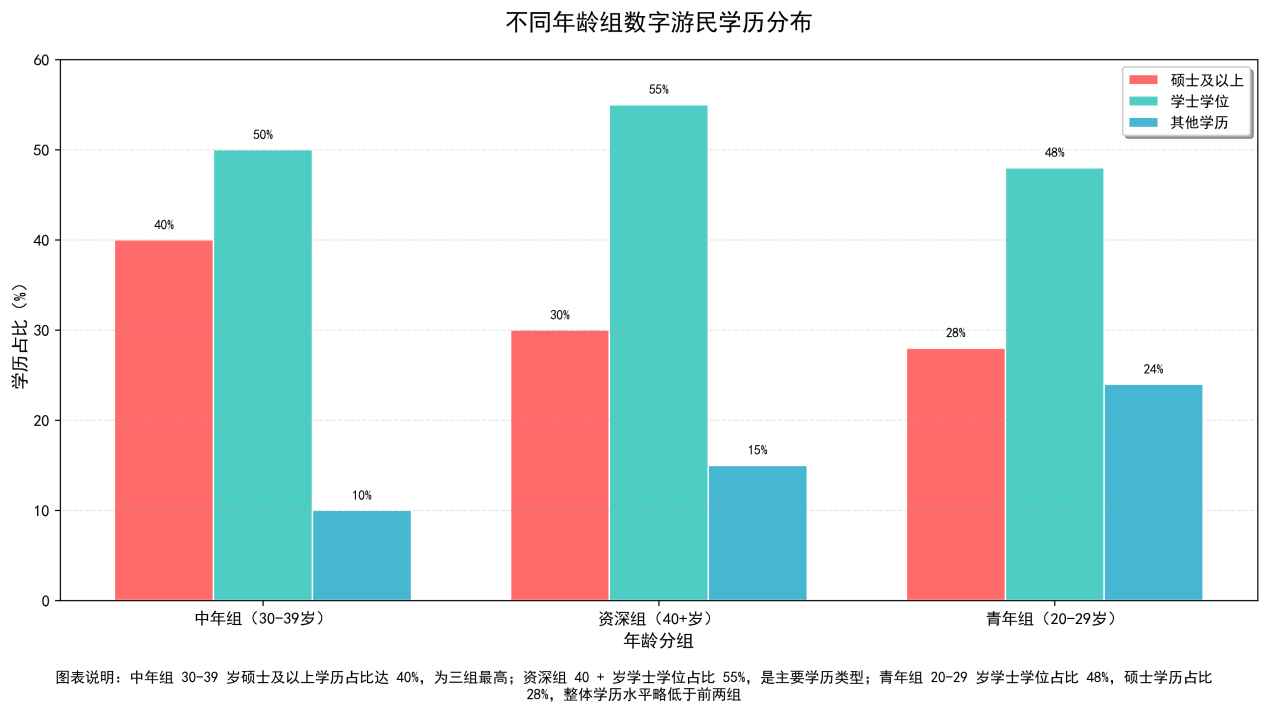 不同年龄组数字游民学历分布
硕士及以上
学士学位
其他学历
学历占比（%）
60
50
40
30
20
10
0
40%
50%
10%
30%
55%
15%
28%
48%
24%
中年组（30-39岁）
资深组（40+岁）
青年组（20-29岁）
年龄分组
图表说明：中年组 30-39 岁硕士及以上学历占比达 40%，为三组最高；资深组 40 + 岁学士学位占比 55%，是主要学历类型；青年组 20-29 岁学士学位占比 48%，硕士学历占比
28%，整体学历水平略低于前两组